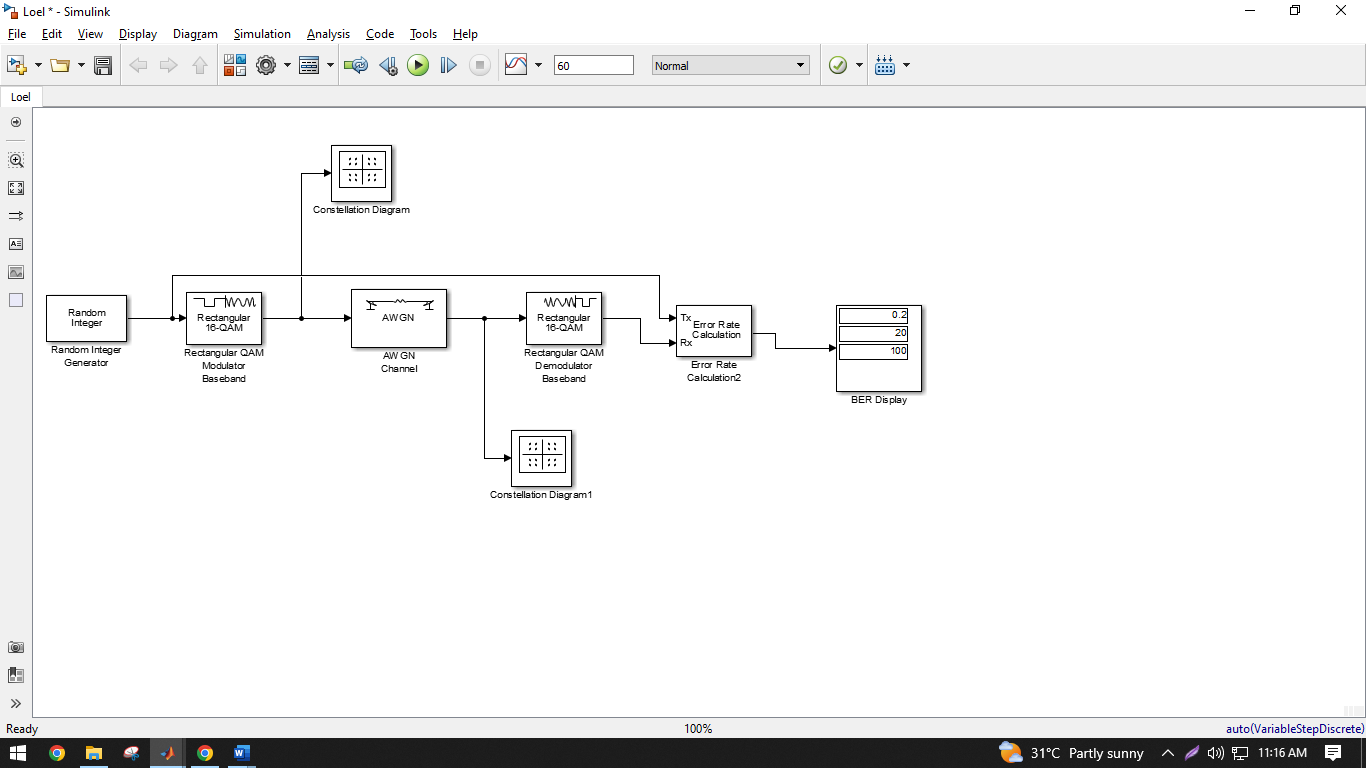 Loel * - Simulink
File Edit View Display Diagram Simulation Analysis Code Tools Help
60 Normal
Loel
Constellation Diagram
Random
Integer
Random Integer
Generator
Rectangular
16-QAM
Rectangular QAM
Modulator
Baseband
AWGN
AWGN
Channel
Rectangular
16-QAM
Rectangular QAM
Demodulator
Baseband
Tx
Rx
Error Rate
Calculation
Error Rate
Calculation2
0.2
20
100
BER Display
Constellation Diagram1
Ready 100% auto(VariableStepDiscrete)
31°C Partly sunny 11:16 AM